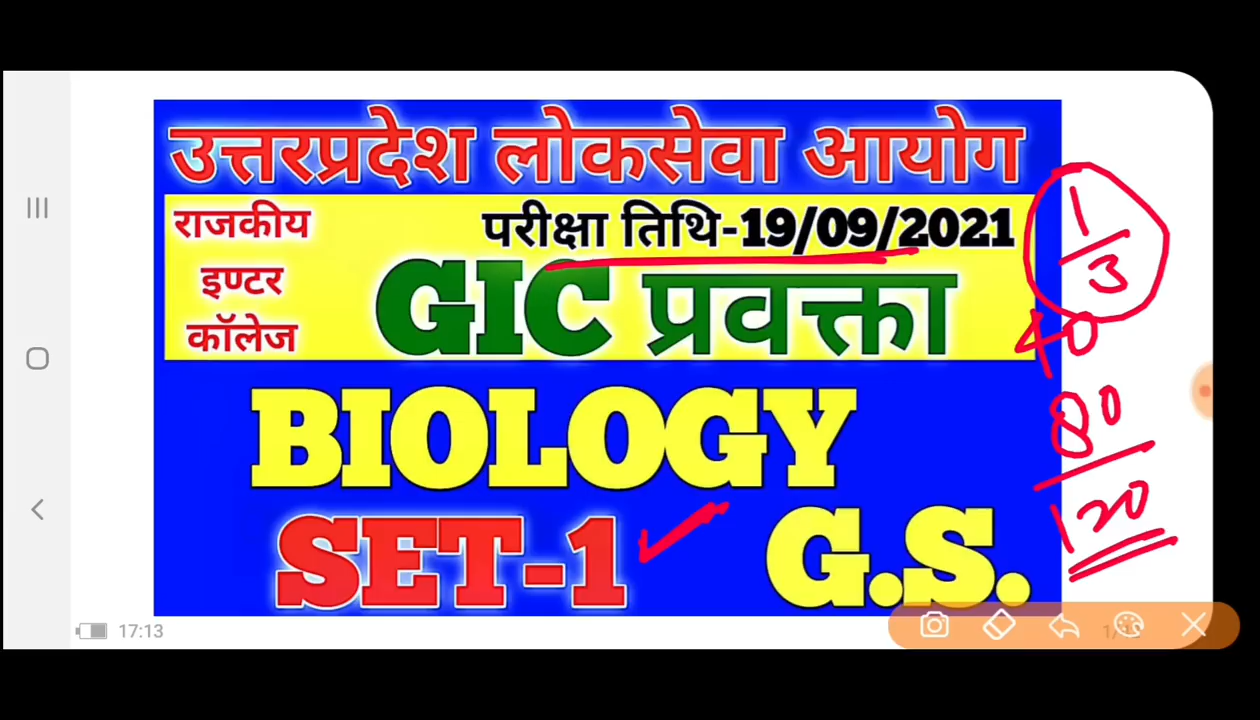 उत्तरप्रदेश लोकसेवा आयोग
राजकीय
इण्टर
कॉलेज
परीक्षा तिथि-19/09/2021
GIC प्रवक्ता
BIOLOGY
SET-1
G.S.
1/3
40
80
120
17:13